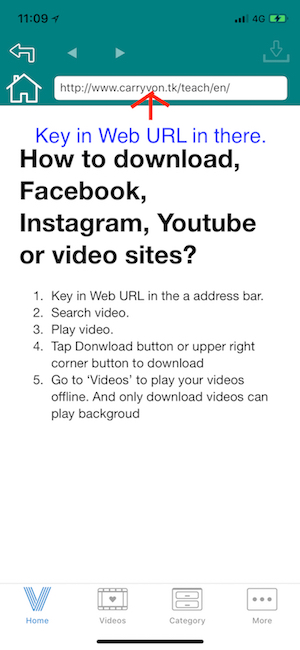 11:09
4G
http://www.carryvon.tk/teach/en/
Key in Web URL in there.
How to download,
Facebook,
Instagram, Youtube
or video sites?
1. Key in Web URL in the a address bar.
2. Search video.
3. Play video.
4. Tap Donwload button or upper right
corner button to download
5. Go to ‘Videos’ to play your videos
offline. And only download videos can
play backgroud
Home
Videos
Category
More